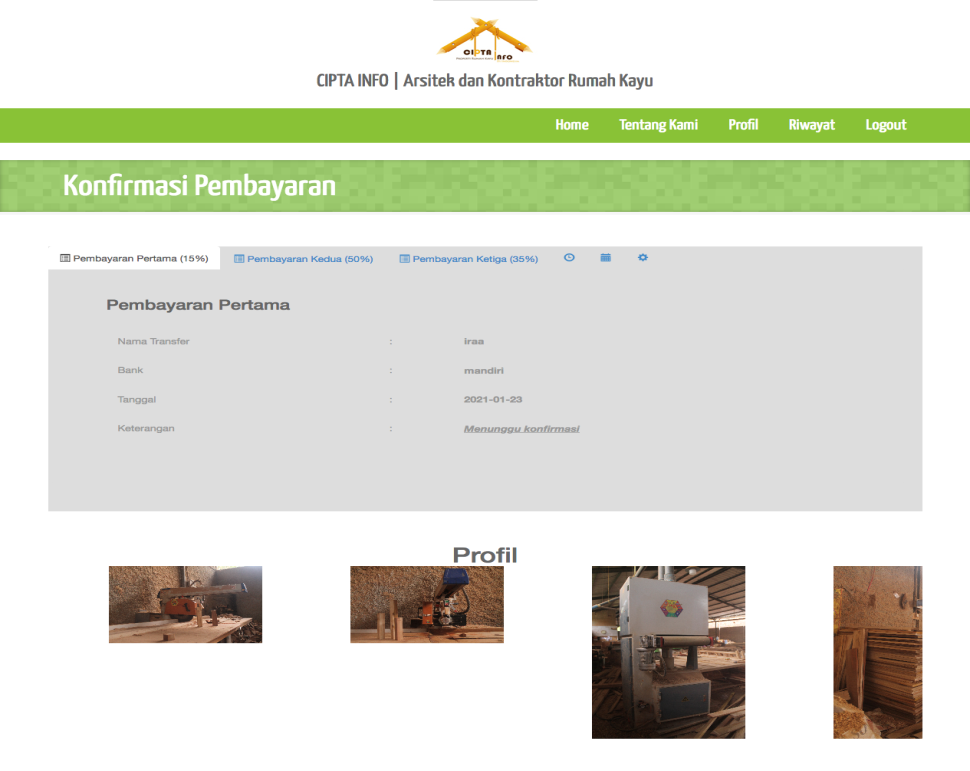 CIPTA INFO
CIPTA INFO | Arsitek dan Kontraktor Rumah Kayu
Home Tentang Kami Profil Riwayat Logout
Konfirmasi Pembayaran
Pembayaran Pertama (15%) Pembayaran Kedua (50%) Pembayaran Ketiga (35%)
Pembayaran Pertama
Nama Transfer : iraa
Bank : mandiri
Tanggal : 2021-01-23
Keterangan : Menunggu konfirmasi
Profil